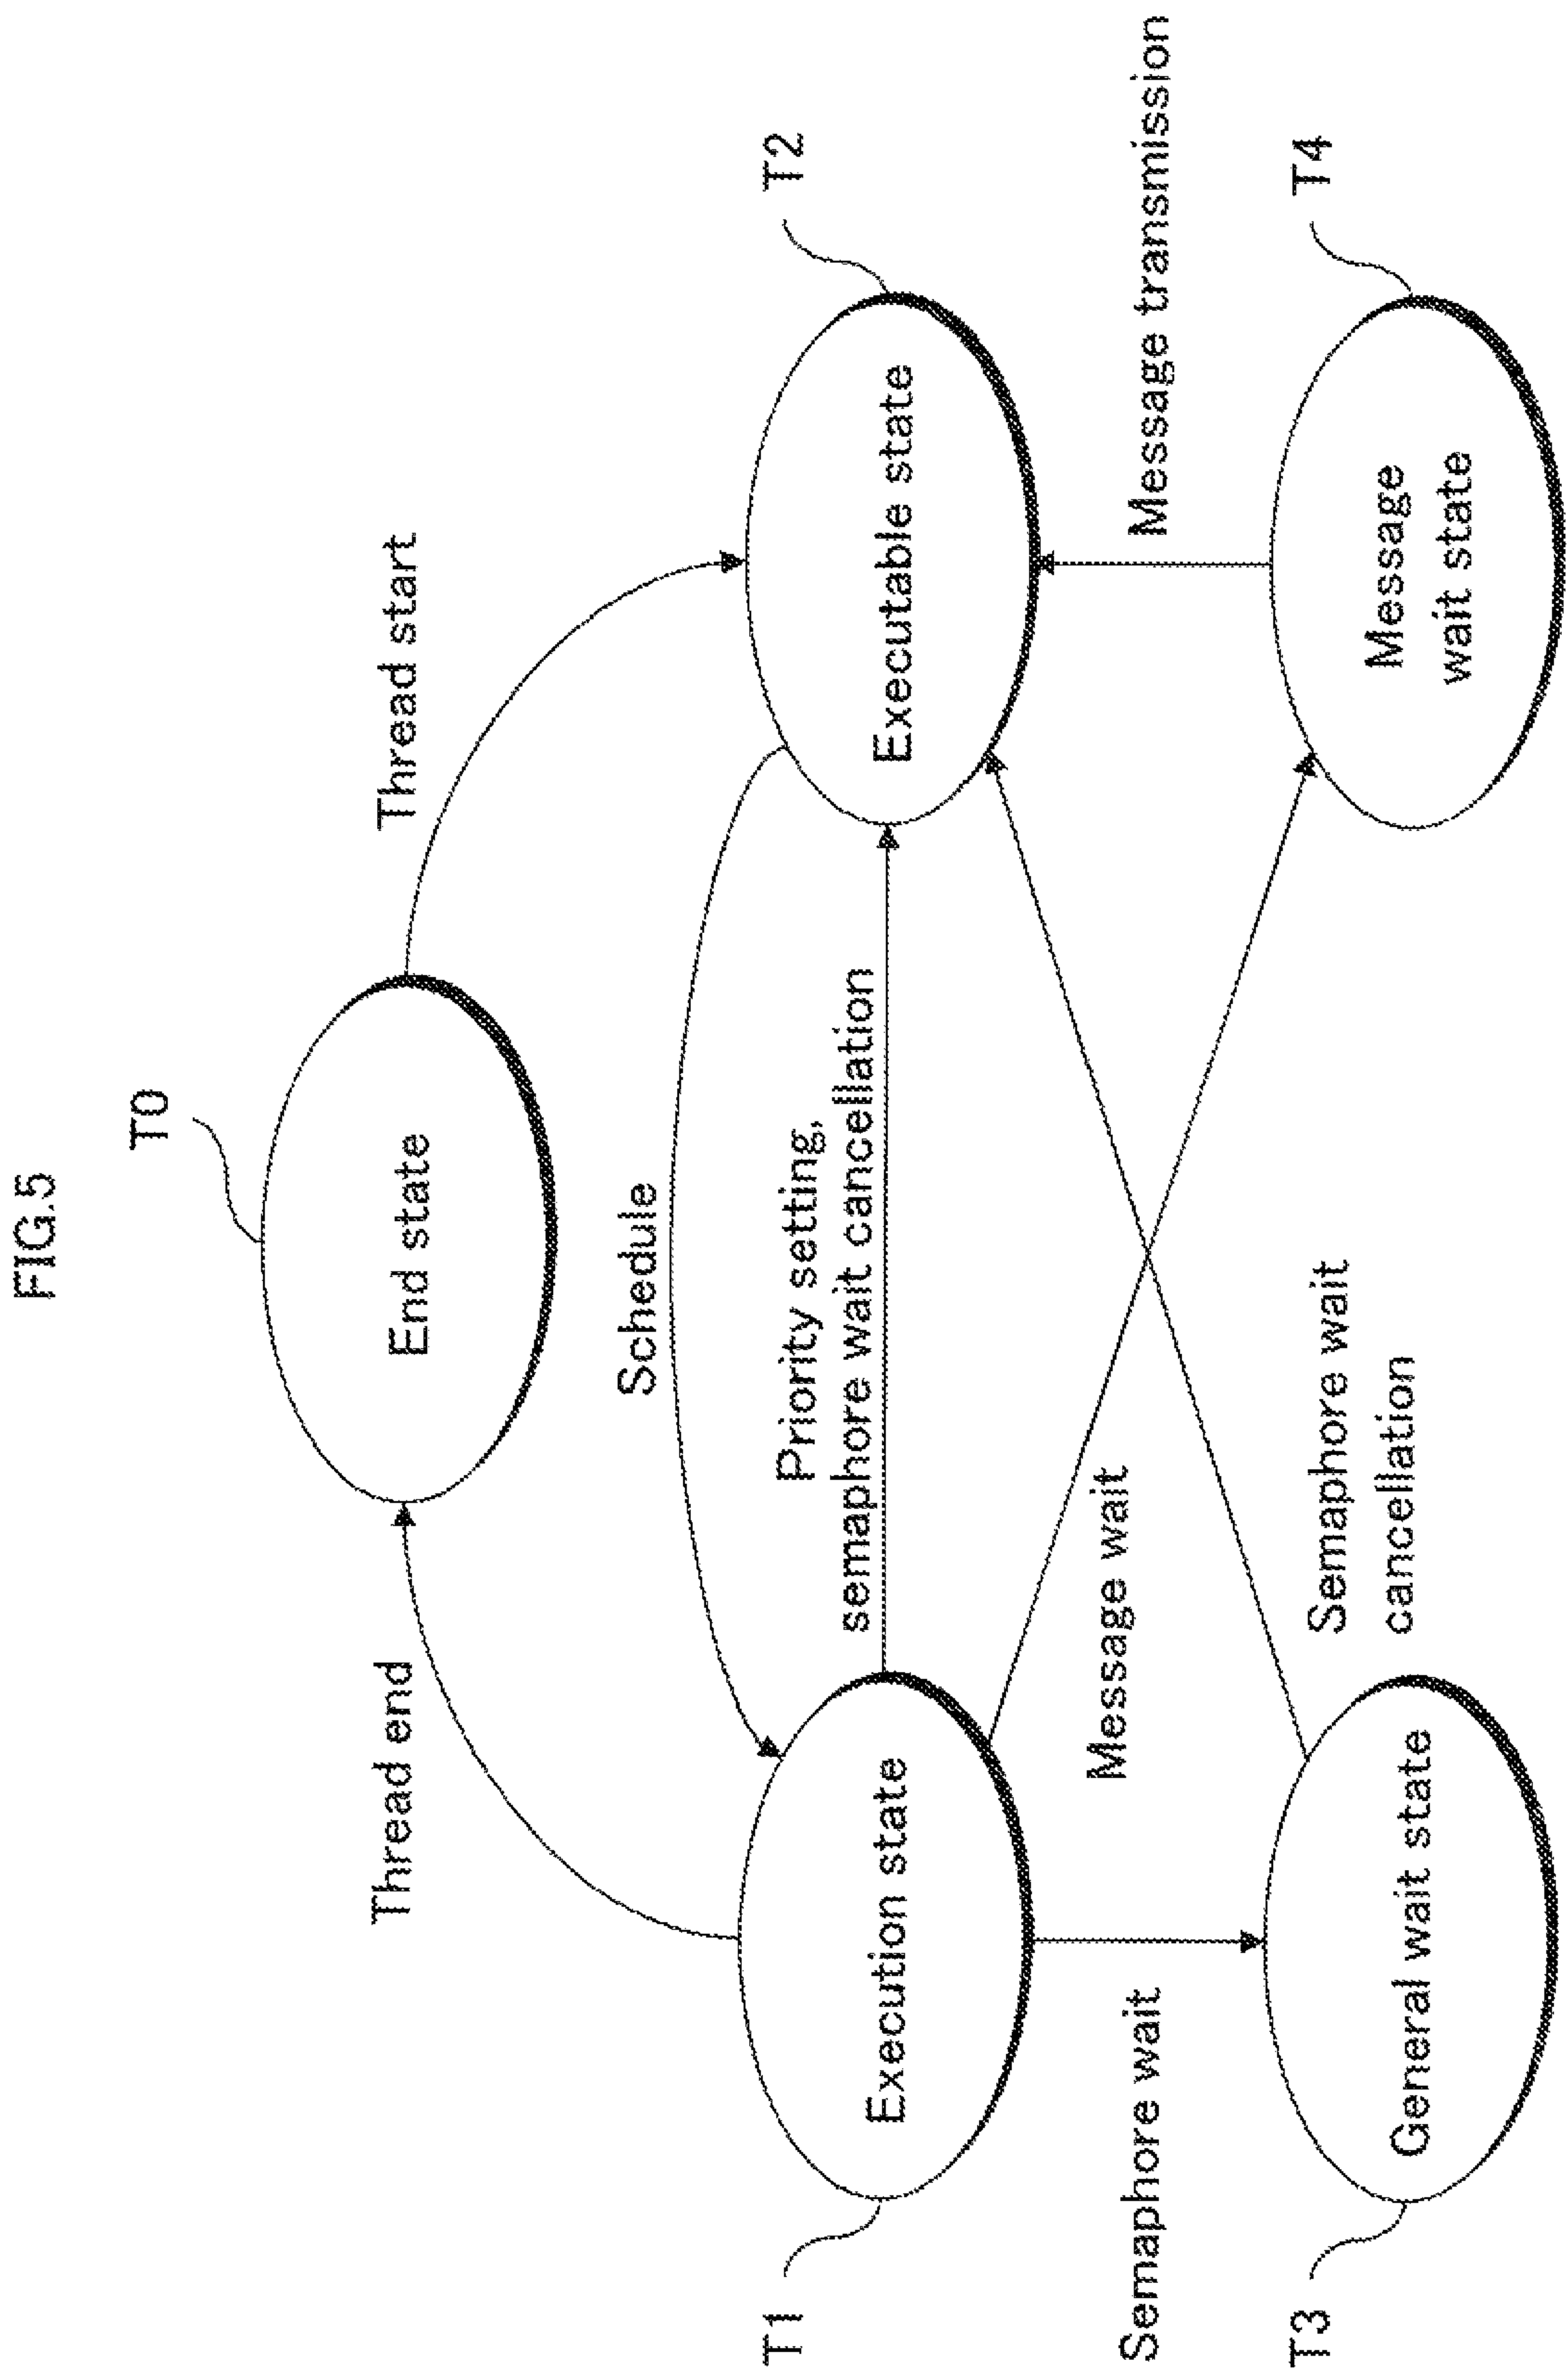 FIG.5
T0
End state
Thread end
Thread start
Schedule
T1
Execution state
Priority setting,
semaphore wait cancellation
T2
Executable state
Semaphore wait
Message wait
Message transmission
T3
General wait state
Semaphore wait
cancellation
T4
Message
wait state